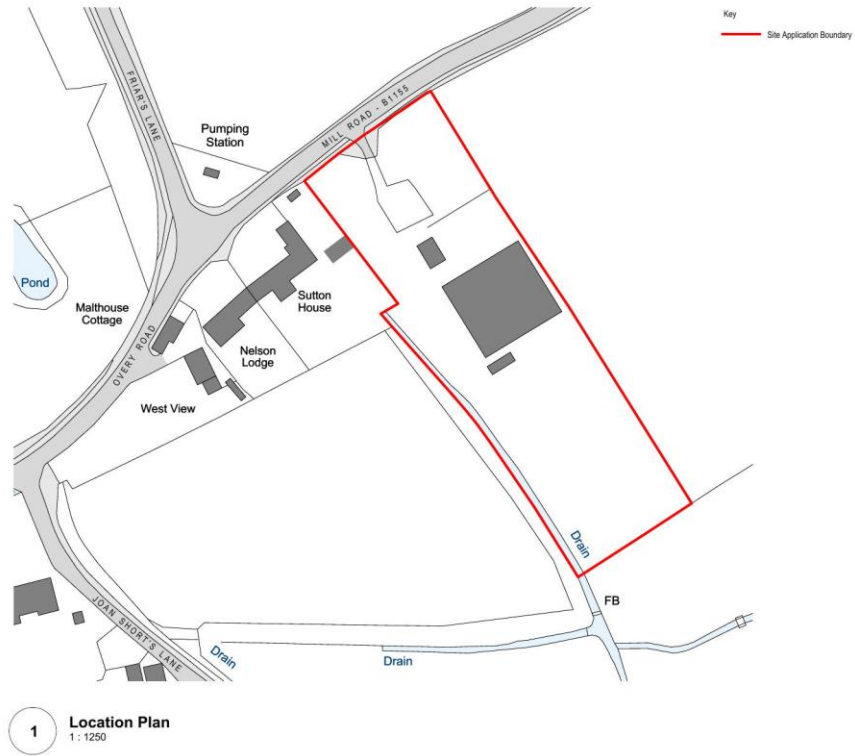 Key
Site Application Boundary
FRIAR'S LANE
Pumping
Station
MILL ROAD - B1155
Pond
Malthouse
Cottage
Sutton
House
Nelson
Lodge
OVERY ROAD
West View
Drain
FB
JOAN SHORT'S LANE
Drain
Drain
1
Location Plan
1 : 1250